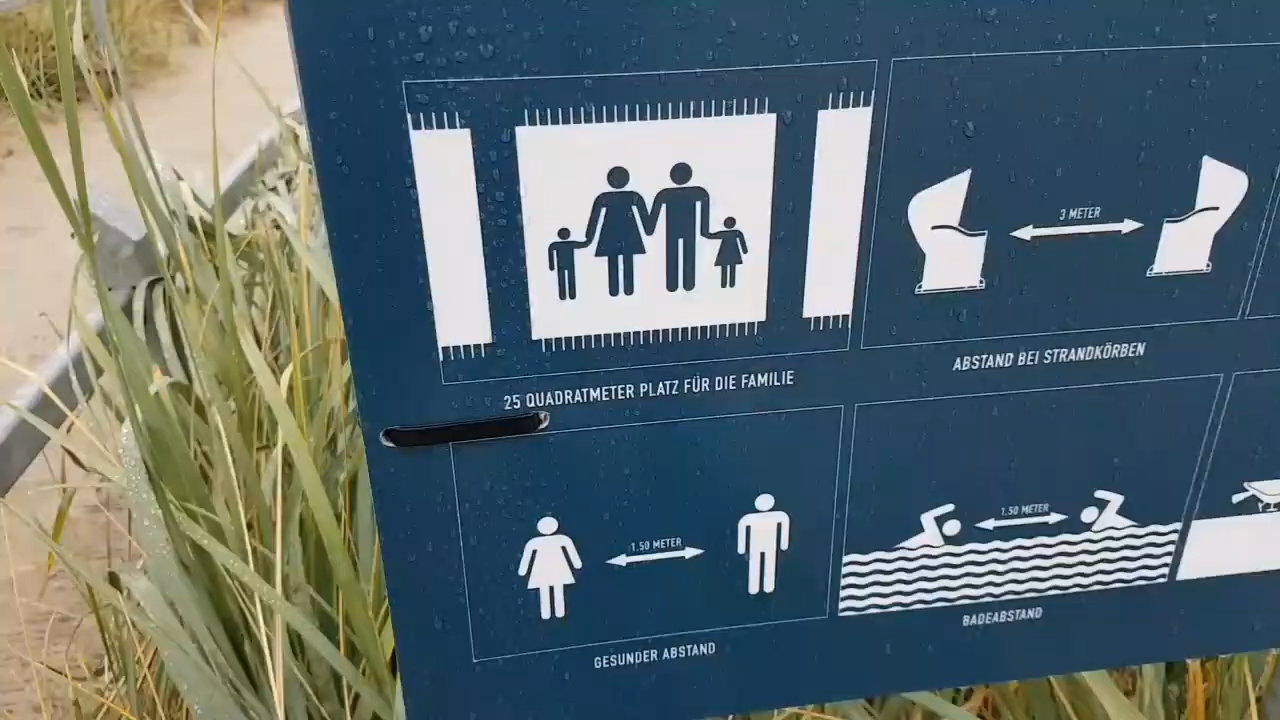 3 METER
25 QUADRATMETER PLATZ FÜR DIE FAMILIE
ABSTAND BEI STRANDKÖRBEN
1.50 METER
1.50 METER
GESUNDER ABSTAND
BADEABSTAND